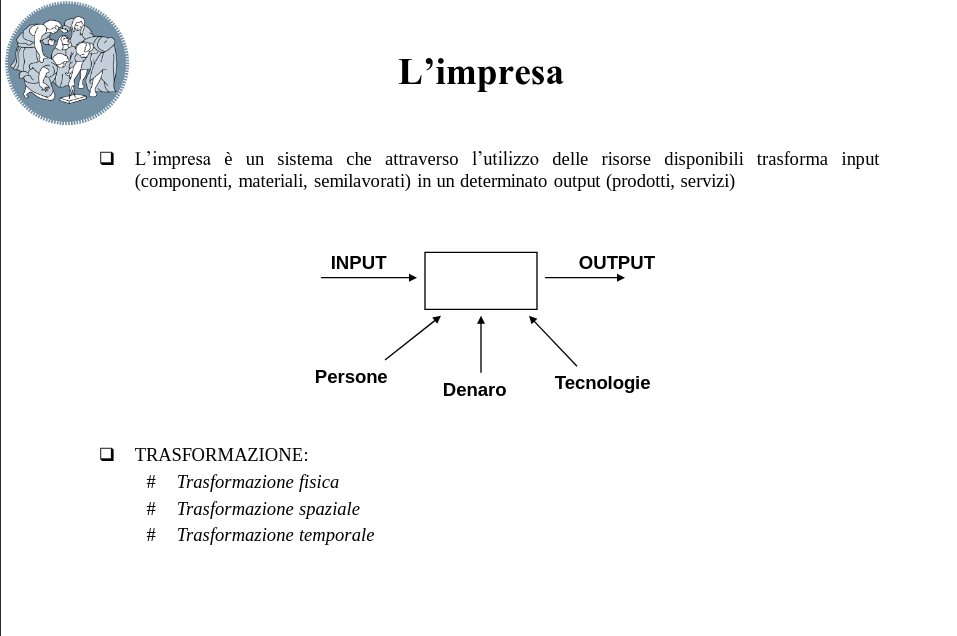 L’impresa
❑ L’impresa è un sistema che attraverso l’utilizzo delle risorse disponibili trasforma input
(componenti, materiali, semilavorati) in un determinato output (prodotti, servizi)
INPUT OUTPUT
Persone Denaro Tecnologie
❑ TRASFORMAZIONE:
# Trasformazione fisica
# Trasformazione spaziale
# Trasformazione temporale